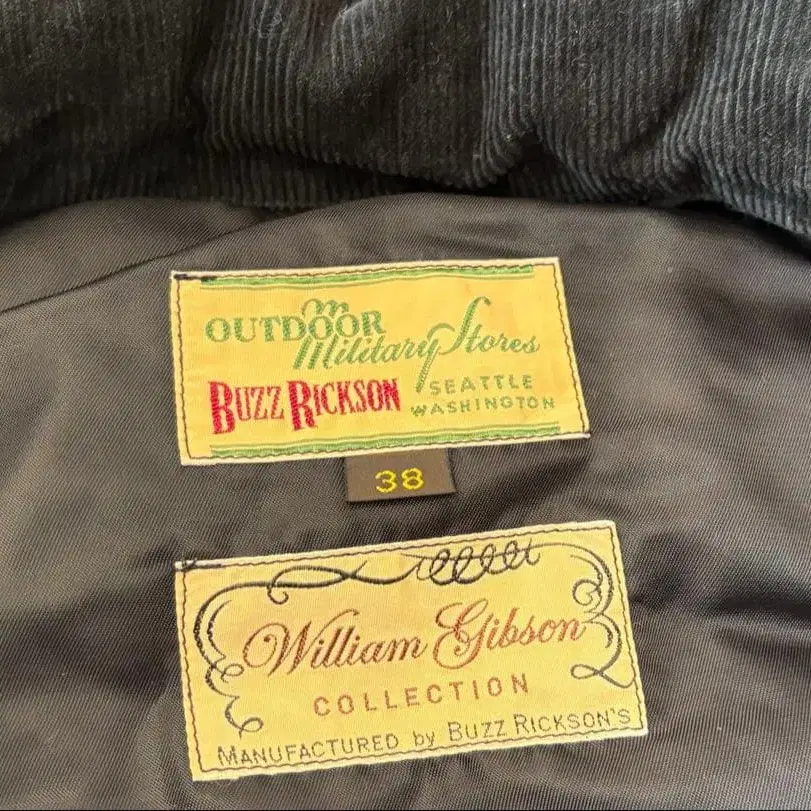 OUTDOOR
Military Stores
BUZZ RICKSON SEATTLE
WASHINGTON
38
William Gibson
COLLECTION
MANUFACTURED by BUZZ RICKSON'S